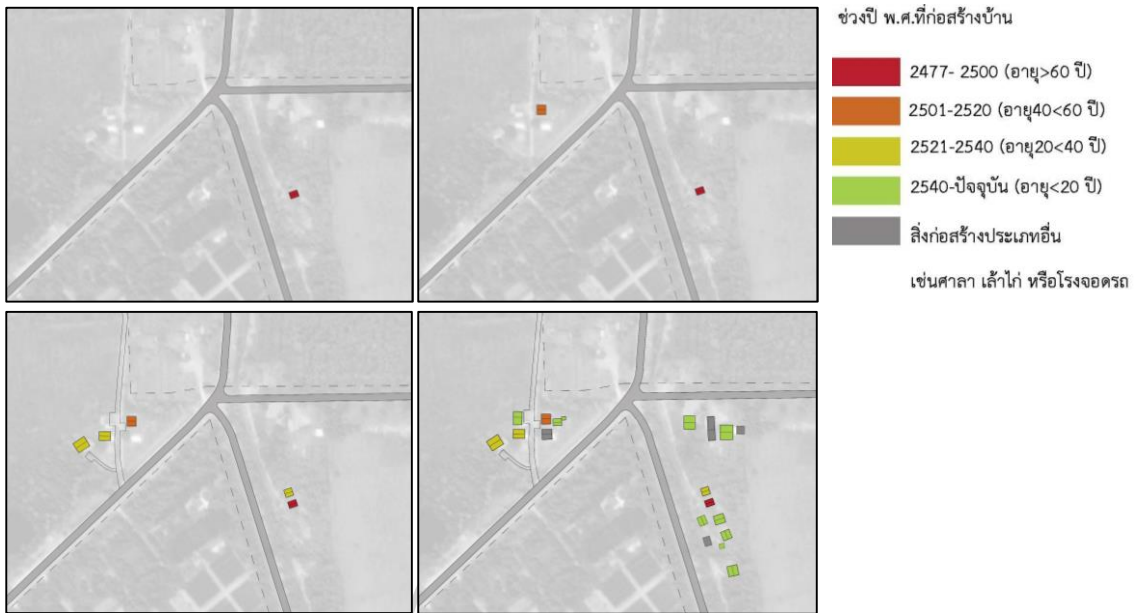 ช่วงปี พ.ศ.ที่ก่อสร้างบ้าน
2477- 2500 (อายุ>60 ปี)
2501-2520 (อายุ40<60 ปี)
2521-2540 (อายุ20<40 ปี)
2540-ปัจจุบัน (อายุ<20 ปี)
สิ่งก่อสร้างประเภทอื่น
เช่นศาลา เล้าไก่ หรือโรงจอดรถ